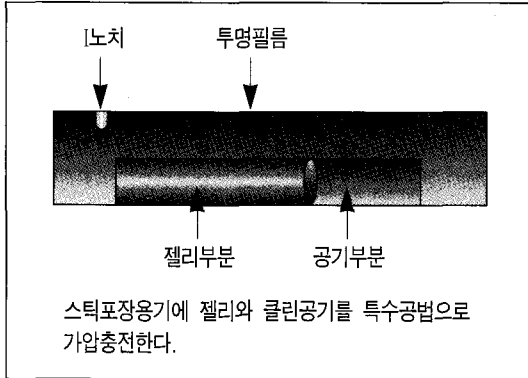 I노치
투명필름
젤리부분
공기부분
스틱포장용기에 젤리와 클린공기를 특수공법으로
가압충전한다.